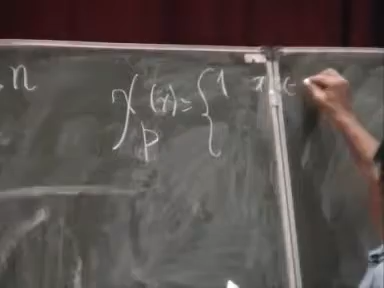 n
χ_p(x) = { 1 x ∈